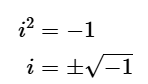 i² = −1
i = ±√−1